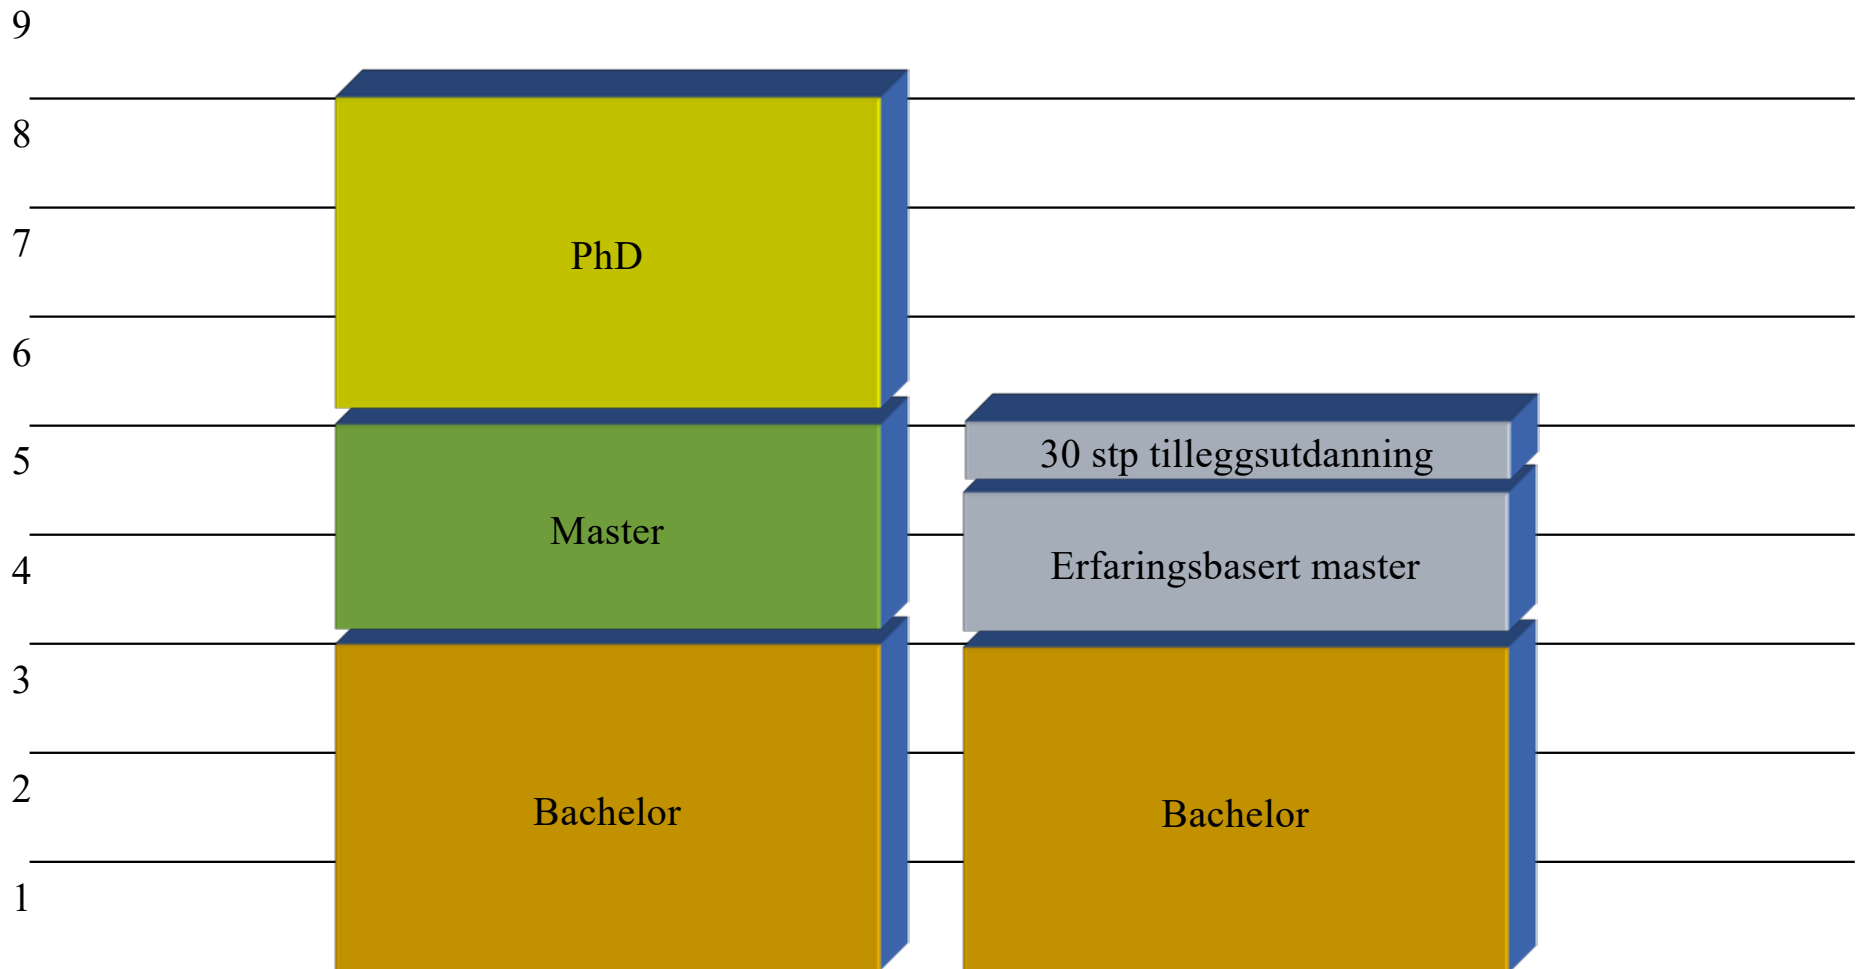 9
8
7
PhD
6
5
30 stp tilleggsutdanning
Master
4
Erfaringsbasert master
3
2
Bachelor
Bachelor
1